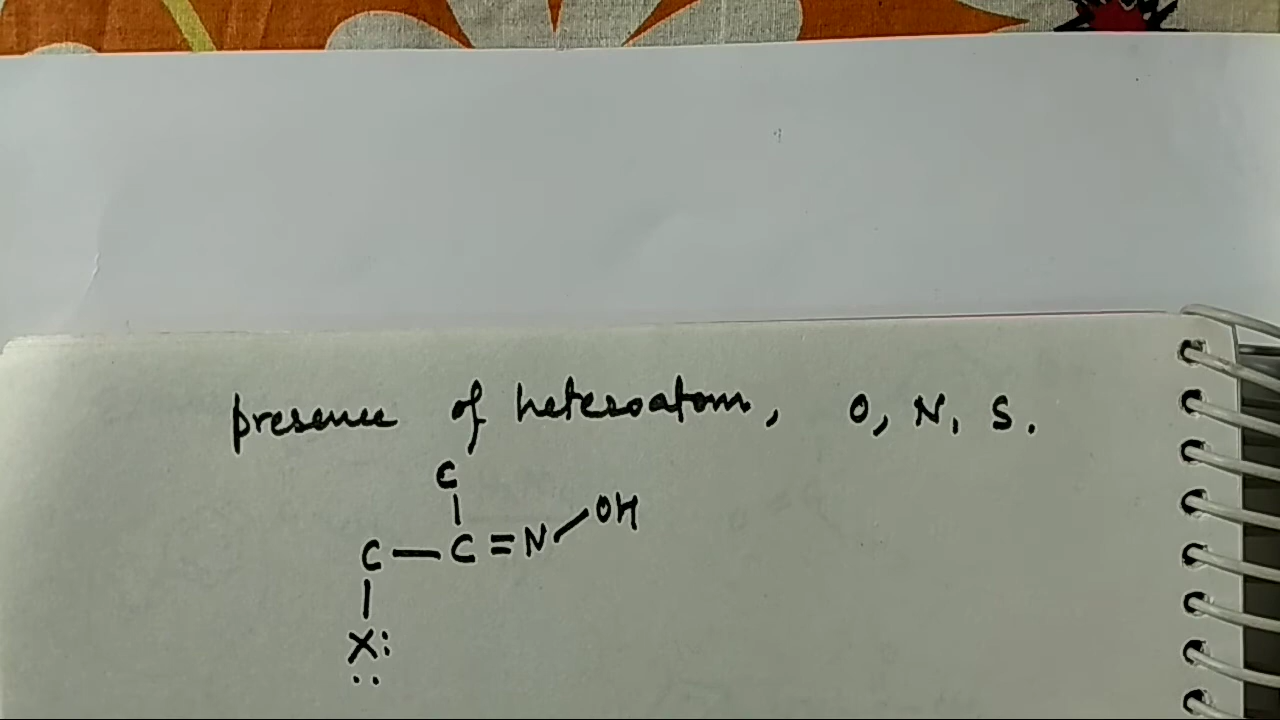 presence of heteroatom, O, N, S.
C
|
C — C = N / OH
|
X:
..